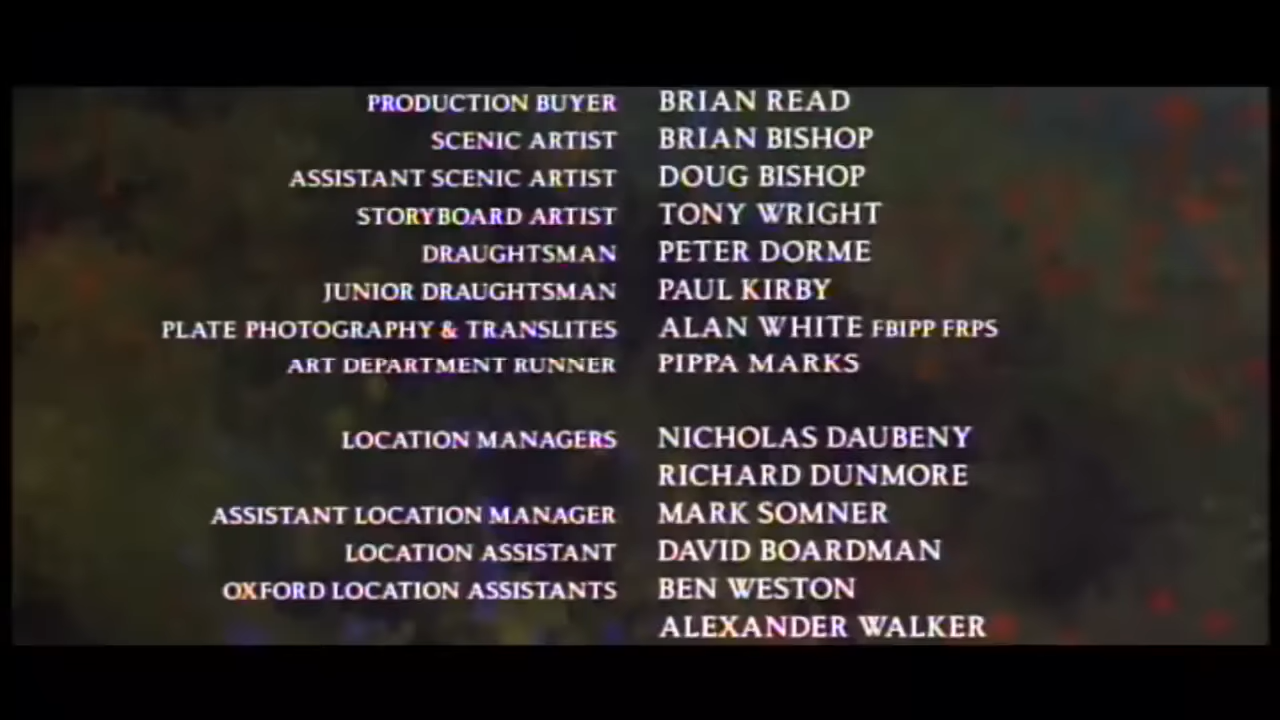 PRODUCTION BUYER BRIAN READ
SCENIC ARTIST BRIAN BISHOP
ASSISTANT SCENIC ARTIST DOUG BISHOP
STORYBOARD ARTIST TONY WRIGHT
DRAUGHTSMAN PETER DORME
JUNIOR DRAUGHTSMAN PAUL KIRBY
PLATE PHOTOGRAPHY & TRANSLITES ALAN WHITE FBIPP FRPS
ART DEPARTMENT RUNNER PIPPA MARKS
LOCATION MANAGERS NICHOLAS DAUBENY
RICHARD DUNMORE
ASSISTANT LOCATION MANAGER MARK SOMNER
LOCATION ASSISTANT DAVID BOARDMAN
OXFORD LOCATION ASSISTANTS BEN WESTON
ALEXANDER WALKER